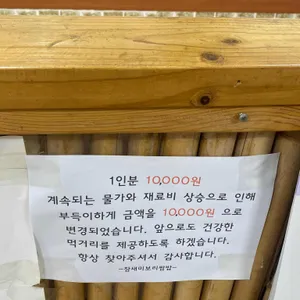 1인분 10,000원
계속되는 물가와 재료비 상승으로 인해
부득이하게 금액을 10,000원 으로
변경되었습니다. 앞으로도 건강한
먹거리를 제공하도록 하겠습니다.
항상 찾아주셔서 감사합니다.